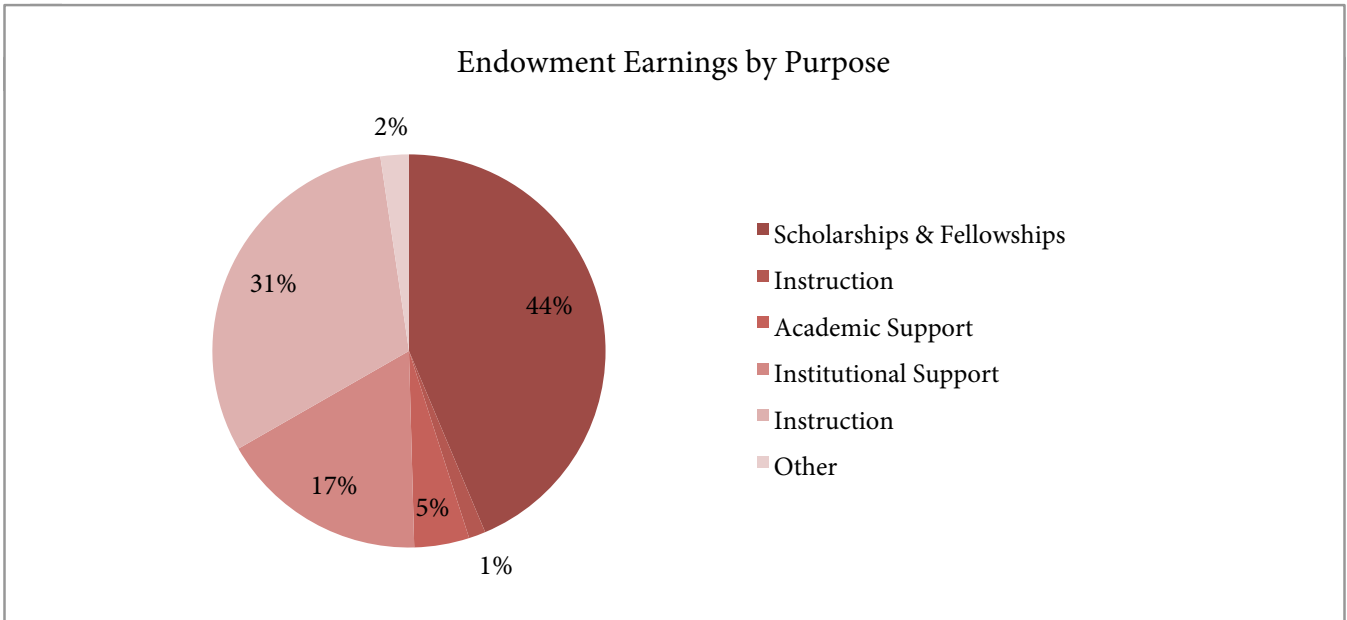 Endowment Earnings by Purpose
2%
31%
44%
17%
5%
1%
Scholarships & Fellowships
Instruction
Academic Support
Institutional Support
Instruction
Other